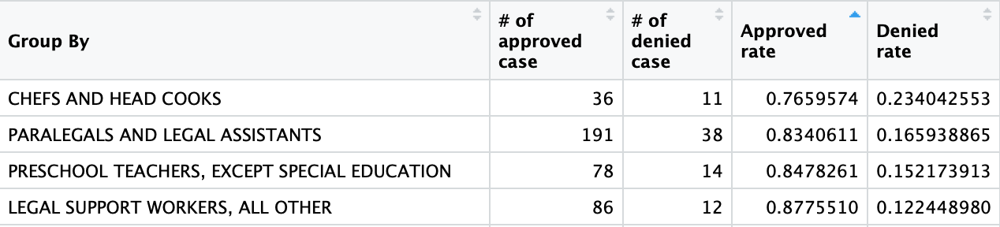 Group By # of approved case # of denied case Approved rate Denied rate
CHEFS AND HEAD COOKS 36 11 0.7659574 0.234042553
PARALEGALS AND LEGAL ASSISTANTS 191 38 0.8340611 0.165938865
PRESCHOOL TEACHERS, EXCEPT SPECIAL EDUCATION 78 14 0.8478261 0.152173913
LEGAL SUPPORT WORKERS, ALL OTHER 86 12 0.8775510 0.122448980